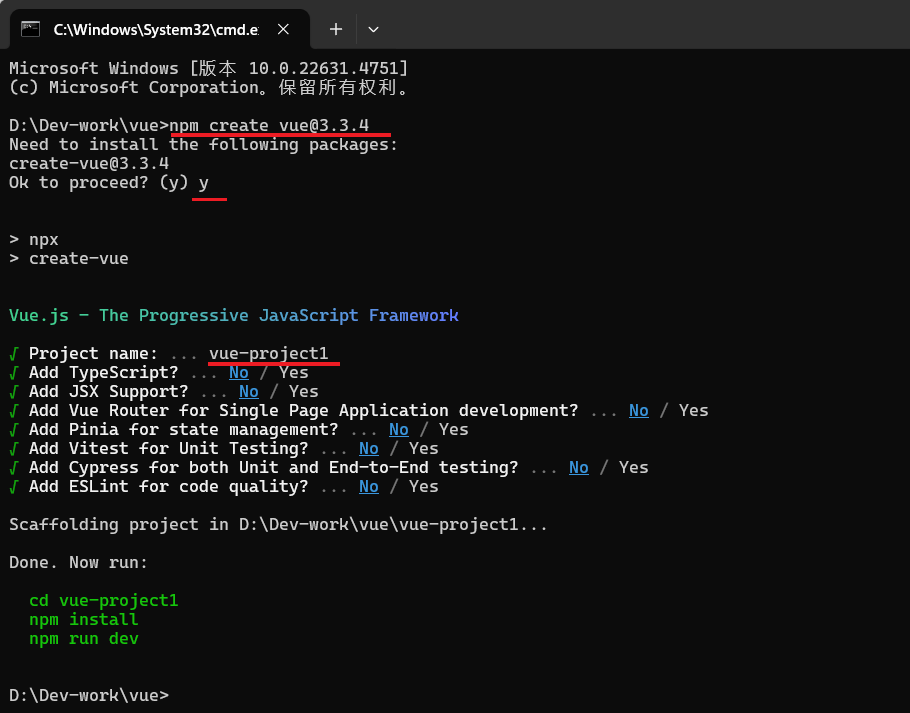 C:\Windows\System32\cmd.e
Microsoft Windows [版本 10.0.22631.4751]
(c) Microsoft Corporation。保留所有权利。
D:\Dev-work\vue>npm create vue@3.3.4
Need to install the following packages:
create-vue@3.3.4
Ok to proceed? (y) y
> npx
> create-vue
Vue.js - The Progressive JavaScript Framework
√ Project name: ... vue-project1
√ Add TypeScript? ... No / Yes
√ Add JSX Support? ... No / Yes
√ Add Vue Router for Single Page Application development? ... No / Yes
√ Add Pinia for state management? ... No / Yes
√ Add Vitest for Unit Testing? ... No / Yes
√ Add Cypress for both Unit and End-to-End testing? ... No / Yes
√ Add ESLint for code quality? ... No / Yes
Scaffolding project in D:\Dev-work\vue\vue-project1...
Done. Now run:
cd vue-project1
npm install
npm run dev
D:\Dev-work\vue>